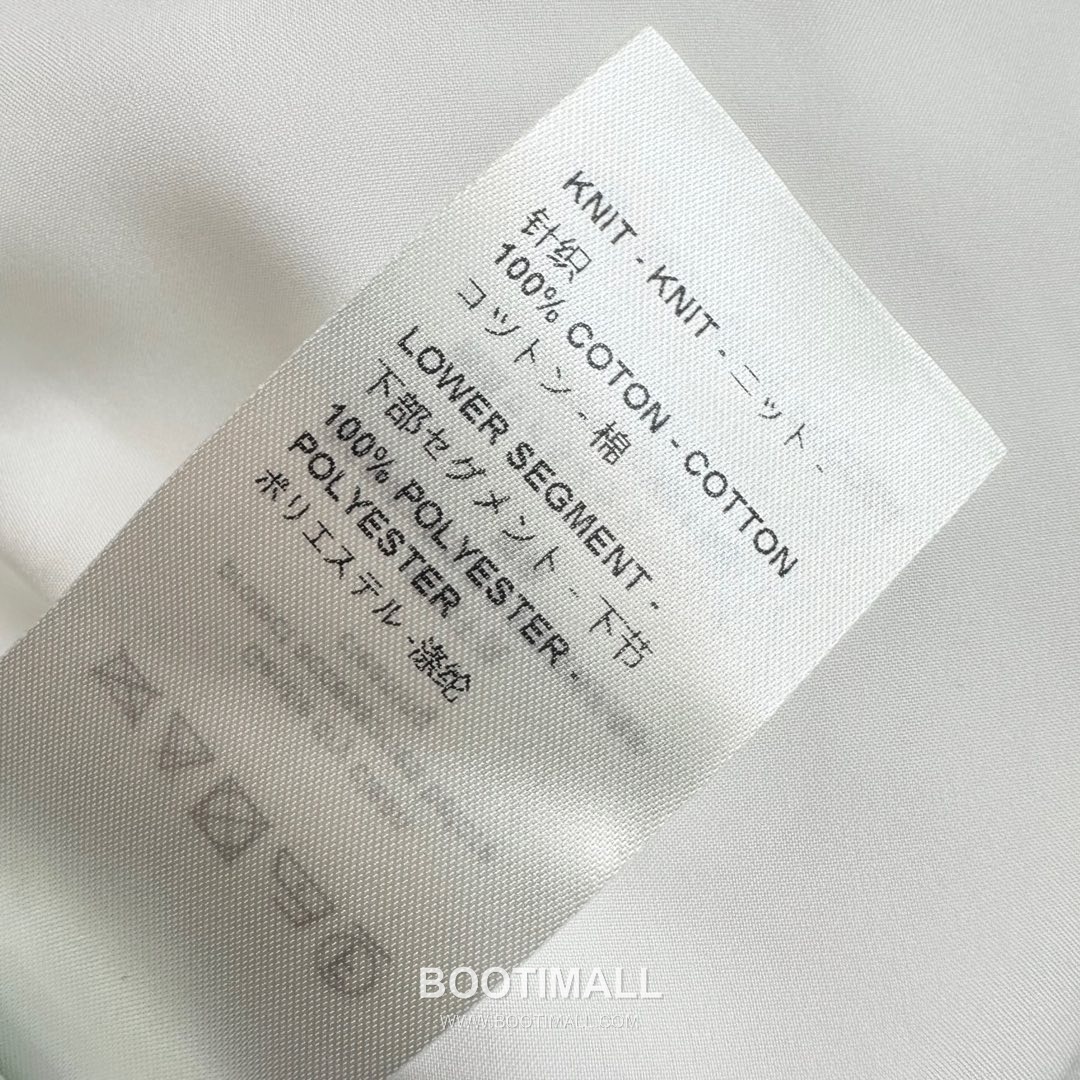 KNIT - KNIT - ニット -
针织
100% COTON - COTTON
コツトン - 棉
LOWER SEGMENT -
下部セグメント - 下节
100% POLYESTER -
POLYESTER
ポリエステル -涤纶
BOOTIMALL
WWW.BOOTIMALL.COM